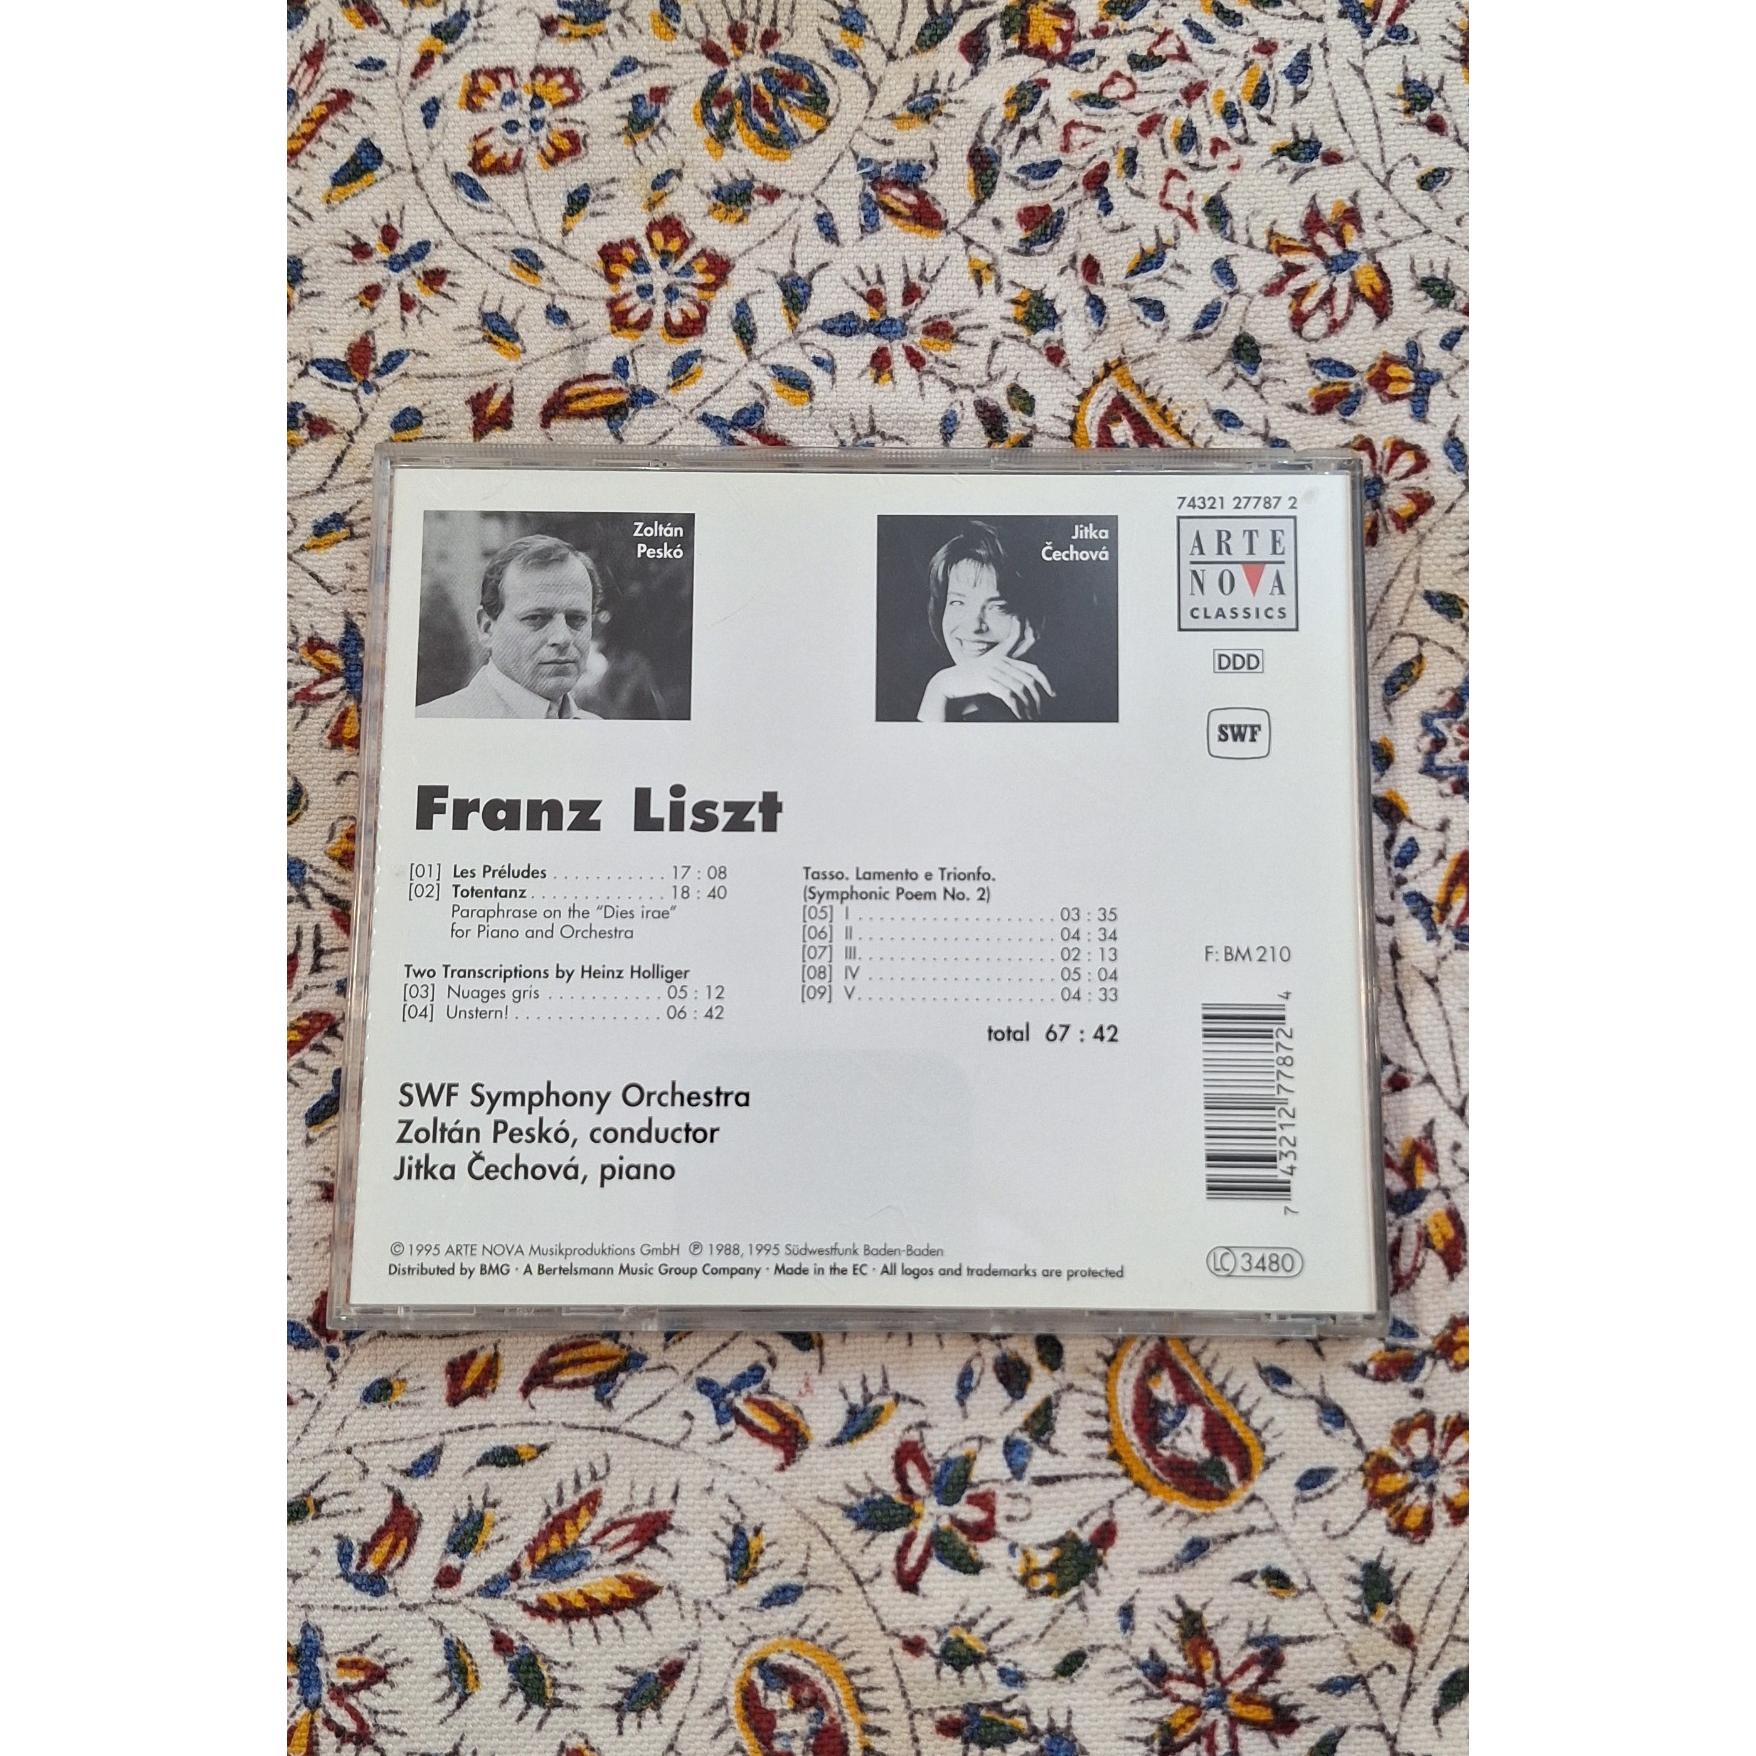 Zoltán
Peskó
Jitka
Čechová
74321 27787 2
ARTE
NOVA
CLASSICS
DDD
SWF
Franz Liszt
[01] Les Préludes . . . . . . . . . . . 17 : 08
[02] Totentanz . . . . . . . . . . . . . 18 : 40
Paraphrase on the "Dies irae"
for Piano and Orchestra
Two Transcriptions by Heinz Holliger
[03] Nuages gris . . . . . . . . . . . 05 : 12
[04] Unstern! . . . . . . . . . . . . . . 06 : 42
Tasso. Lamento e Trionfo.
(Symphonic Poem No. 2)
[05] I . . . . . . . . . . . . . . . . . . . 03 : 35
[06] II . . . . . . . . . . . . . . . . . . . 04 : 34
[07] III. . . . . . . . . . . . . . . . . . . 02 : 13
[08] IV . . . . . . . . . . . . . . . . . . 05 : 04
[09] V. . . . . . . . . . . . . . . . . . . 04 : 33
total 67 : 42
F: BM 210
7 43212 77872 4
SWF Symphony Orchestra
Zoltán Peskó, conductor
Jitka Čechová, piano
© 1995 ARTE NOVA Musikproduktions GmbH ℗ 1988, 1995 Südwestfunk Baden-Baden
Distributed by BMG · A Bertelsmann Music Group Company · Made in the EC · All logos and trademarks are protected
LC 3480